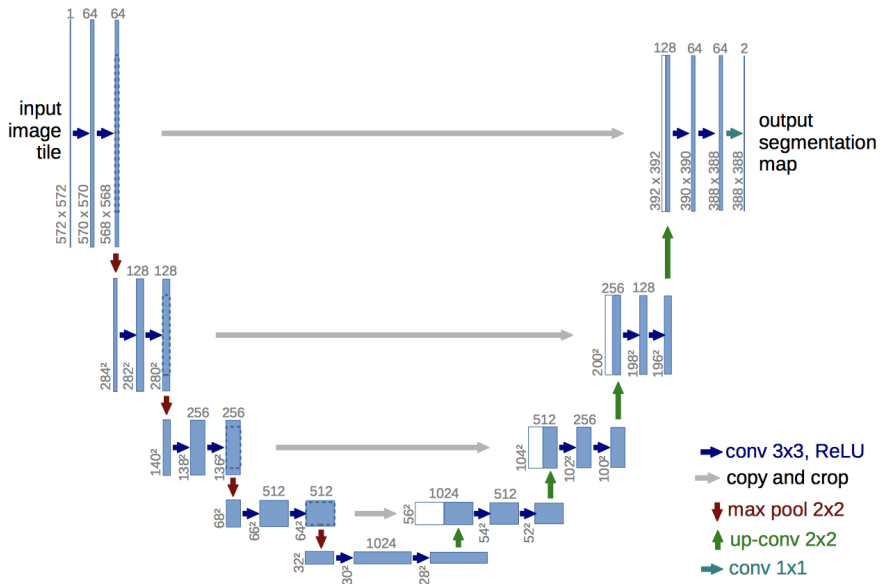 1 64 64
128 64 64 2
input
image
tile
output
segmentation
map
572 x 572
570 x 570
568 x 568
392 x 392
390 x 390
388 x 388
388 x 388
128 128
256 128
284²
282²
280²
200²
198²
196²
256 256
512 256
140²
138²
136²
104²
102²
100²
conv 3x3, ReLU
copy and crop
max pool 2x2
up-conv 2x2
conv 1x1
512 512
1024 512
68²
66²
64²
56²
54²
52²
1024
32²
30²
28²